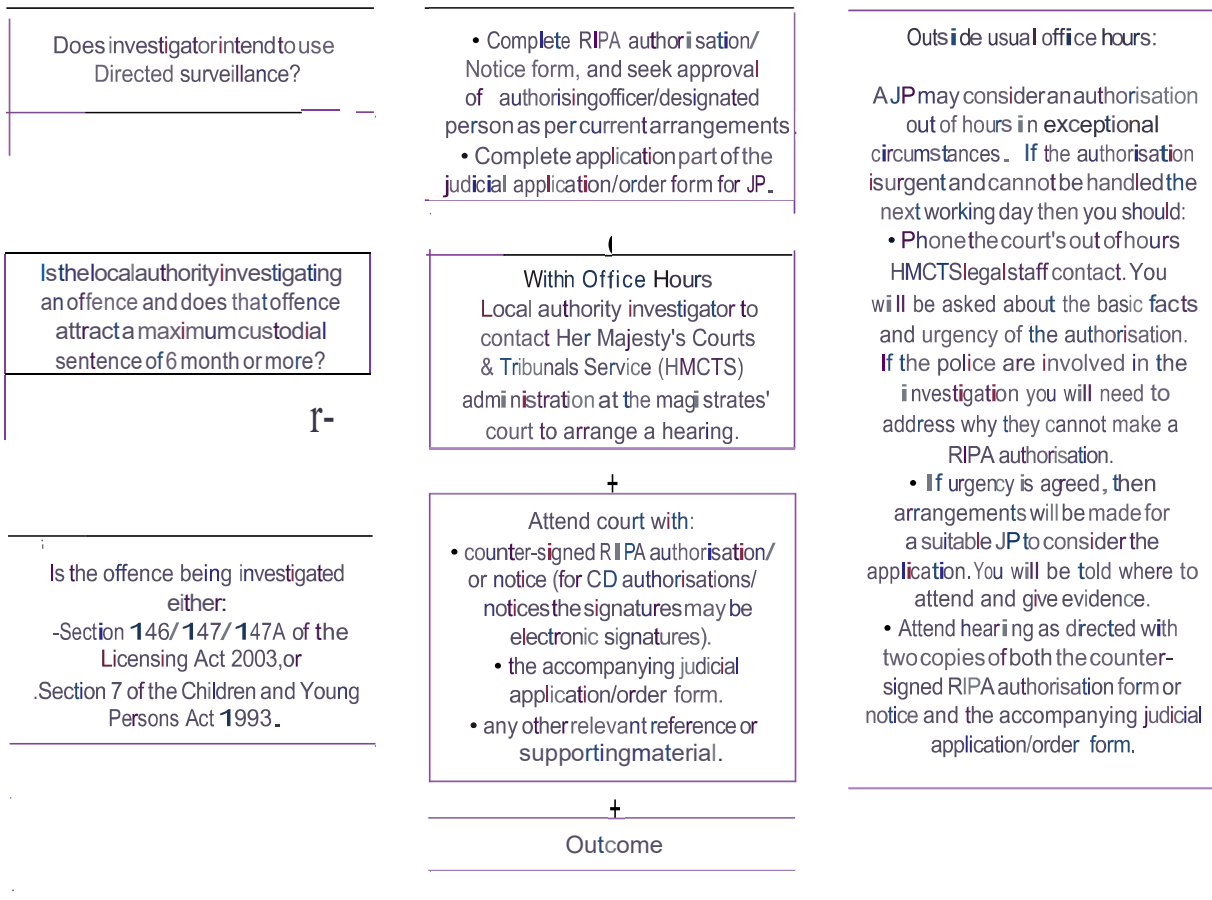 Does investigator intend to use
Directed surveillance?
Is the local authority investigating
an offence and does that offence
attract a maximum custodial
sentence of 6 month or more?
r-
Is the offence being investigated
either:
-Section 146/147/147A of the
Licensing Act 2003,or
.Section 7 of the Children and Young
Persons Act 1993.
• Complete RIPA authorisation/
Notice form, and seek approval
of authorising officer/designated
person as per current arrangements.
• Complete application part of the
judicial application/order form for JP.
Withn Office Hours
Local authority investigator to
contact Her Majesty's Courts
& Tribunals Service (HMCTS)
administration at the magistrates'
court to arrange a hearing.
Attend court with:
• counter-signed RIPA authorisation/
or notice (for CD authorisations/
notices the signatures may be
electronic signatures).
• the accompanying judicial
application/order form.
• any other relevant reference or
supporting material.
Outcome
Outside usual office hours:
A JP may consider an authorisation
out of hours in exceptional
circumstances. If the authorisation
is urgent and cannot be handled the
next working day then you should:
• Phone the court's out of hours
HMCTS legal staff contact. You
will be asked about the basic facts
and urgency of the authorisation.
If the police are involved in the
investigation you will need to
address why they cannot make a
RIPA authorisation.
• If urgency is agreed, then
arrangements will be made for
a suitable JP to consider the
application. You will be told where to
attend and give evidence.
• Attend hearing as directed with
two copies of both the counter-
signed RIPA authorisation form or
notice and the accompanying judicial
application/order form.